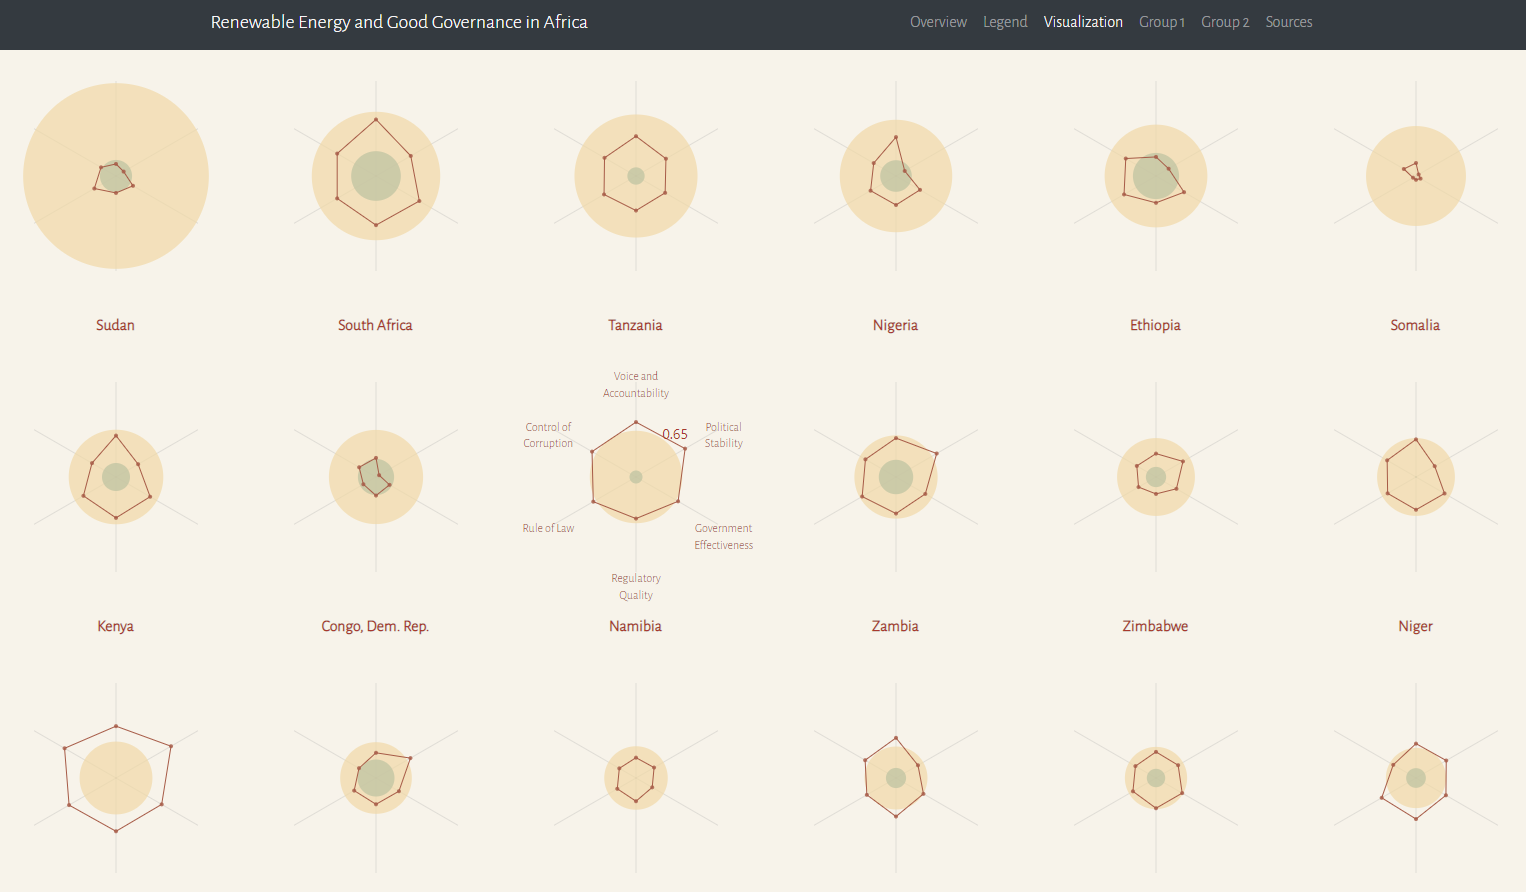 Renewable Energy and Good Governance in Africa
Overview Legend Visualization Group 1 Group 2 Sources
Sudan
South Africa
Tanzania
Nigeria
Ethiopia
Somalia
Voice and
Accountability
Control of
Corruption
0.65
Political
Stability
Rule of Law
Government
Effectiveness
Regulatory
Quality
Kenya
Congo, Dem. Rep.
Namibia
Zambia
Zimbabwe
Niger